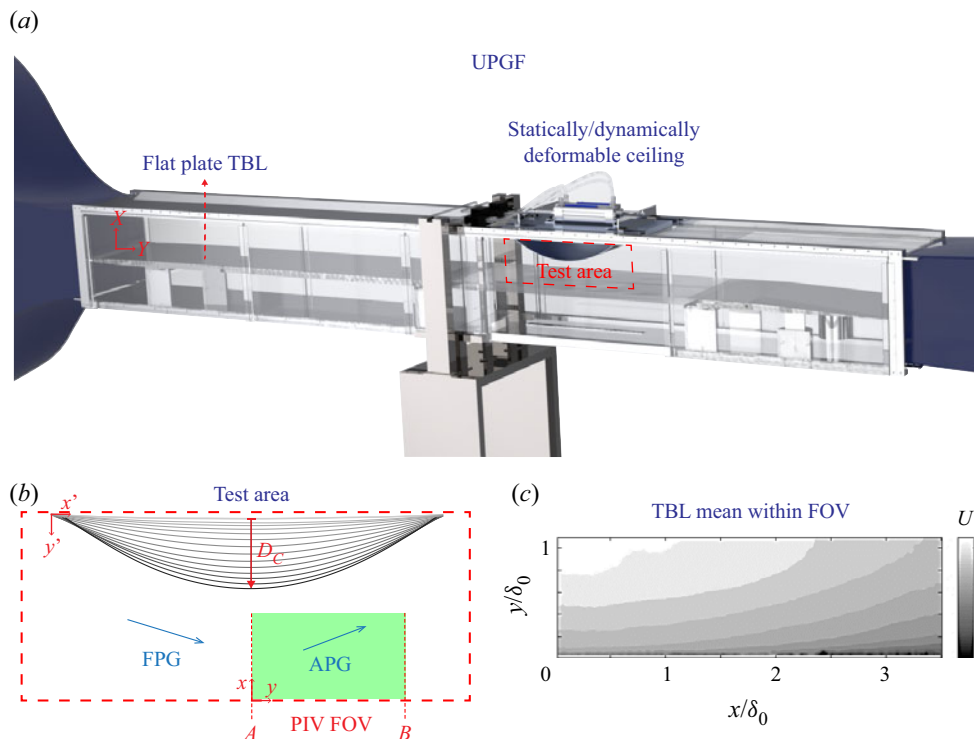 (a)
UPGF
Statically/dynamically
deformable ceiling
Flat plate TBL
X
Y
Test area
(b)
Test area
x'
y'
D_C
FPG
APG
x
y
A
PIV FOV
B
(c)
TBL mean within FOV
U
1
y/δ₀
0
1
2
3
x/δ₀